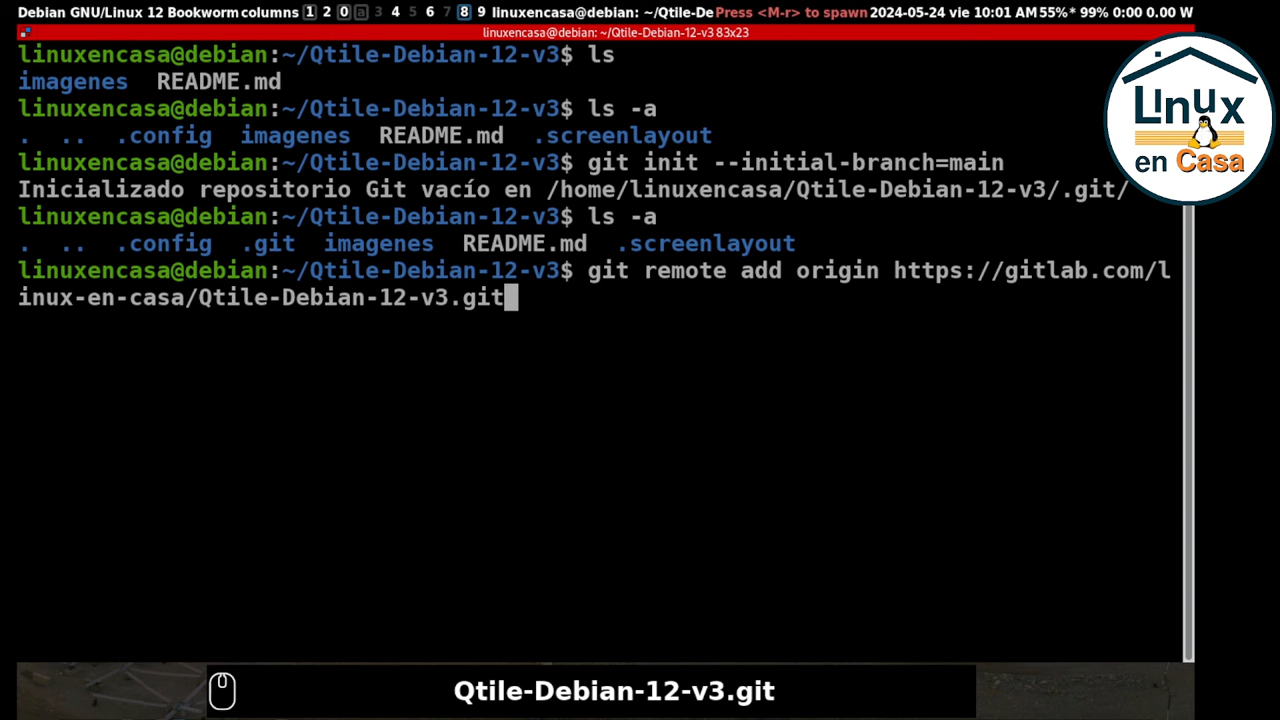 Debian GNU/Linux 12 Bookworm columns 1 2 0 a 3 4 5 6 7 8 9 linuxencasa@debian: ~/Qtile-De Press <M-r> to spawn 2024-05-24 vie 10:01 AM 55%* 99% 0:00 0.00 W
linuxencasa@debian: ~/Qtile-Debian-12-v3 83x23
linuxencasa@debian:~/Qtile-Debian-12-v3$ ls
imagenes  README.md
linuxencasa@debian:~/Qtile-Debian-12-v3$ ls -a
.  ..  .config  imagenes  README.md  .screenlayout
linuxencasa@debian:~/Qtile-Debian-12-v3$ git init --initial-branch=main
Inicializado repositorio Git vacío en /home/linuxencasa/Qtile-Debian-12-v3/.git/
linuxencasa@debian:~/Qtile-Debian-12-v3$ ls -a
.  ..  .config  .git  imagenes  README.md  .screenlayout
linuxencasa@debian:~/Qtile-Debian-12-v3$ git remote add origin https://gitlab.com/l
inux-en-casa/Qtile-Debian-12-v3.git
Linux
en Casa
Qtile-Debian-12-v3.git